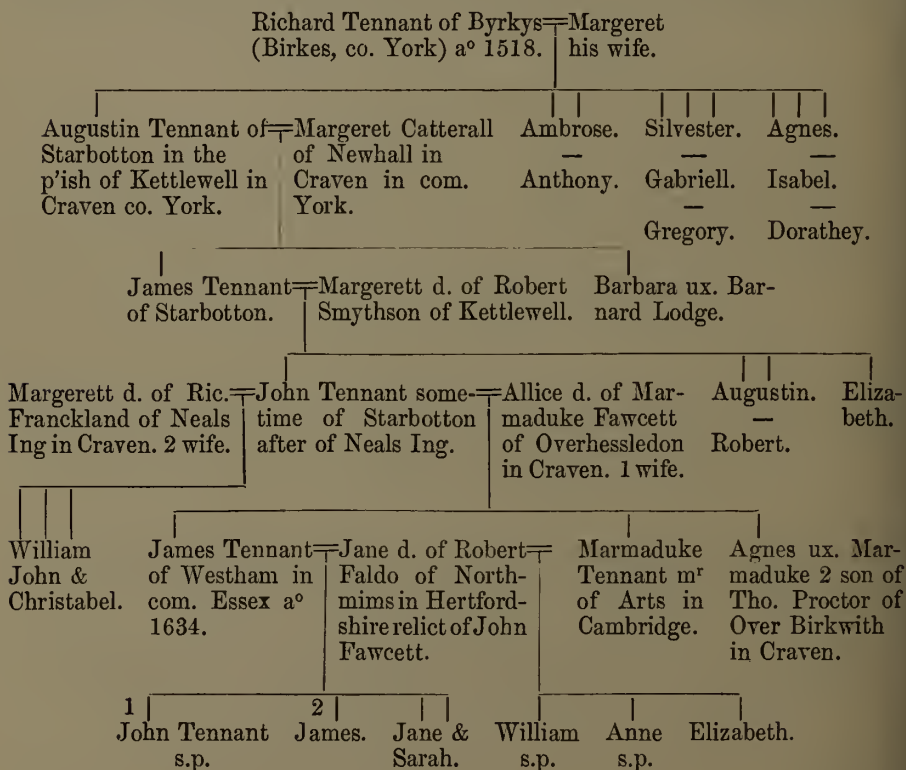 Richard Tennant of Byrkys Margeret
(Birkes, co. York) aº 1518. his wife.
Augustin Tennant of Margeret Catterall Ambrose. Silvester. Agnes.
Starbotton in the of Newhall in — — —
p'ish of Kettlewell in Craven in com. Anthony. Gabriell. Isabel.
Craven co. York. York. — —
Gregory. Dorathey.
James Tennant Margerett d. of Robert Barbara ux. Bar-
of Starbotton. Smythson of Kettlewell. nard Lodge.
Margerett d. of Ric. John Tennant some- Allice d. of Mar- Augustin. Eliza-
Franckland of Neals time of Starbotton maduke Fawcett — beth.
Ing in Craven. 2 wife. after of Neals Ing. of Overhessledon Robert.
in Craven. 1 wife.
William James Tennant Jane d. of Robert Marmaduke Agnes ux. Mar-
John & of Westham in Faldo of North- Tennant mʳ maduke 2 son of
Christabel. com. Essex aº mims in Hertford- of Arts in Tho. Proctor of
1634. shire relict of John Cambridge. Over Birkwith
Fawcett. in Craven.
1 2
John Tennant James. Jane & William Anne Elizabeth.
s.p. Sarah. s.p. s.p.